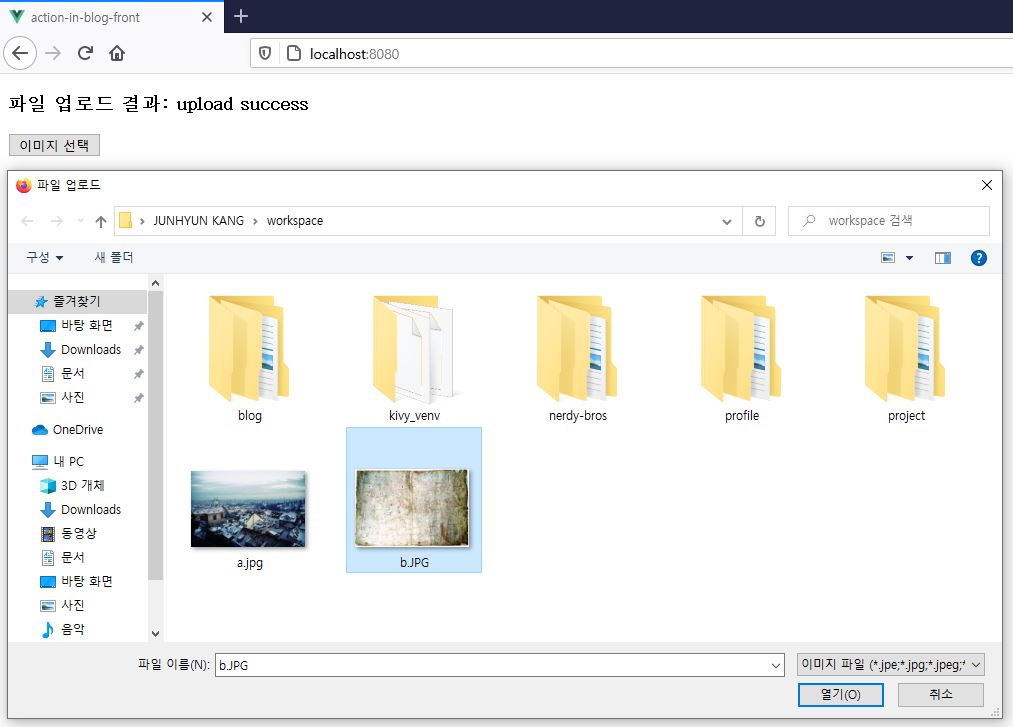 action-in-blog-front
localhost:8080
파일 업로드 결과: upload success
이미지 선택
파일 업로드
JUNHYUN KANG › workspace
workspace 검색
구성
새 폴더
즐겨찾기
바탕 화면
Downloads
문서
사진
OneDrive
내 PC
3D 개체
Downloads
동영상
문서
바탕 화면
사진
음악
blog
kivy_venv
nerdy-bros
profile
project
a.jpg
b.JPG
파일 이름(N):
b.JPG
이미지 파일 (*.jpe;*.jpg;*.jpeg;*
열기(O)
취소